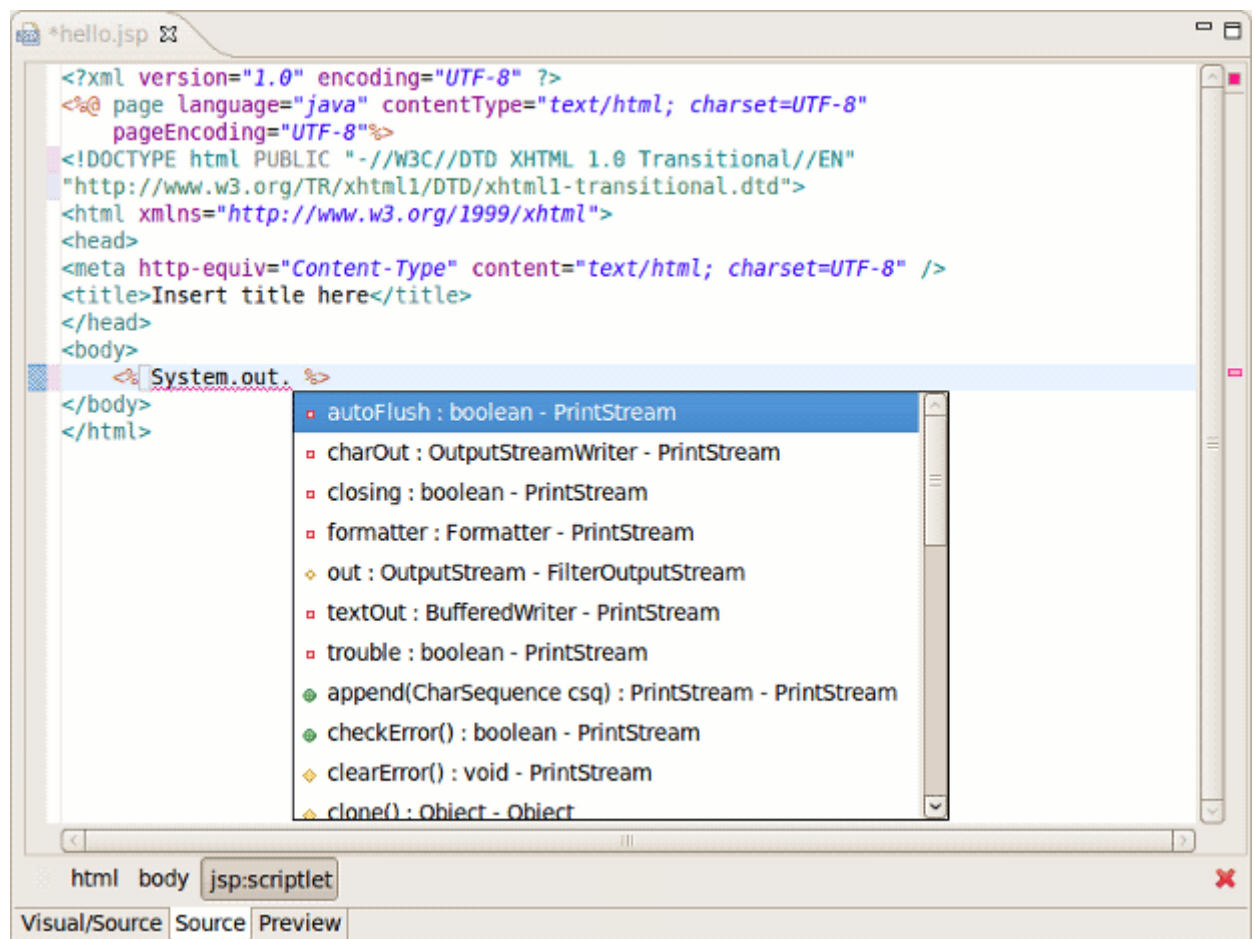 *hello.jsp
<?xml version="1.0" encoding="UTF-8" ?>
<%@ page language="java" contentType="text/html; charset=UTF-8"
    pageEncoding="UTF-8"%>
<!DOCTYPE html PUBLIC "-//W3C//DTD XHTML 1.0 Transitional//EN"
"http://www.w3.org/TR/xhtml1/DTD/xhtml1-transitional.dtd">
<html xmlns="http://www.w3.org/1999/xhtml">
<head>
<meta http-equiv="Content-Type" content="text/html; charset=UTF-8" />
<title>Insert title here</title>
</head>
<body>
    <% System.out. %>
</body>
</html>
autoFlush : boolean - PrintStream
charOut : OutputStreamWriter - PrintStream
closing : boolean - PrintStream
formatter : Formatter - PrintStream
out : OutputStream - FilterOutputStream
textOut : BufferedWriter - PrintStream
trouble : boolean - PrintStream
append(CharSequence csq) : PrintStream - PrintStream
checkError() : boolean - PrintStream
clearError() : void - PrintStream
clone() : Object - Object
html body jsp:scriptlet
Visual/Source Source Preview